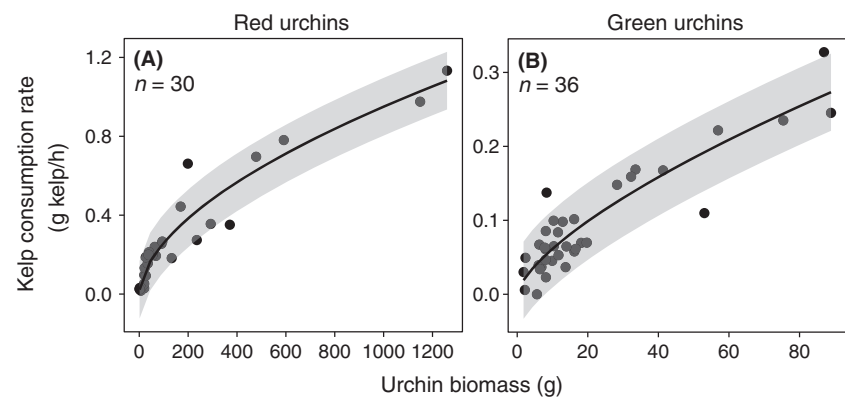 Red urchins
Green urchins
(A)
n = 30
(B)
n = 36
1.2
0.8
0.4
0.0
0.3
0.2
0.1
0.0
Kelp consumption rate
(g kelp/h)
0 200 400 600 800 1000 1200
0 20 40 60 80
Urchin biomass (g)